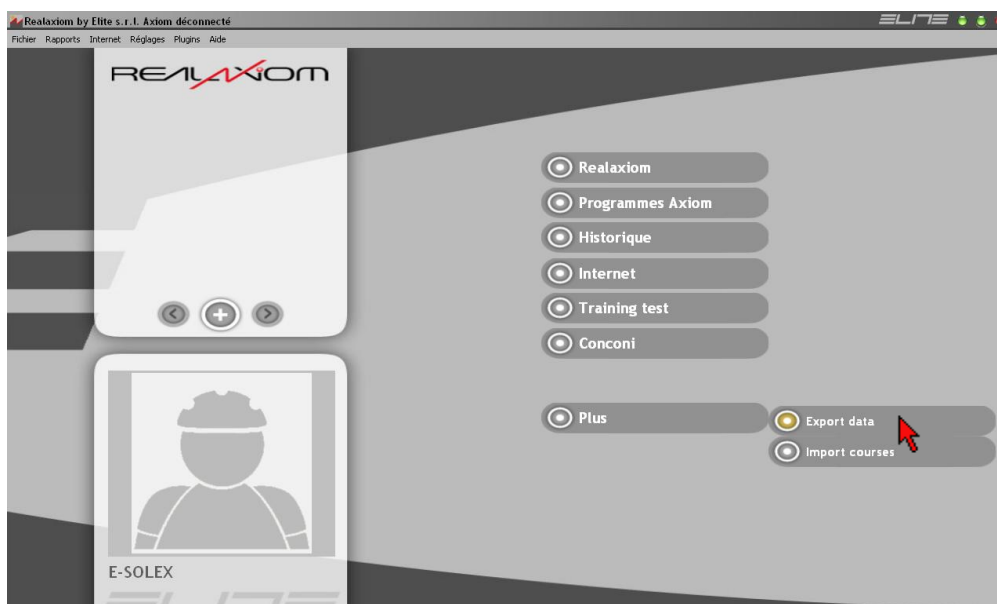 Realaxiom by Elite s.r.l. Axiom déconnecté
ELITE
Fichier Rapports Internet Réglages Plugins Aide
REALAXIOM
Realaxiom
Programmes Axiom
Historique
Internet
Training test
Conconi
Plus
Export data
Import courses
E-SOLEX